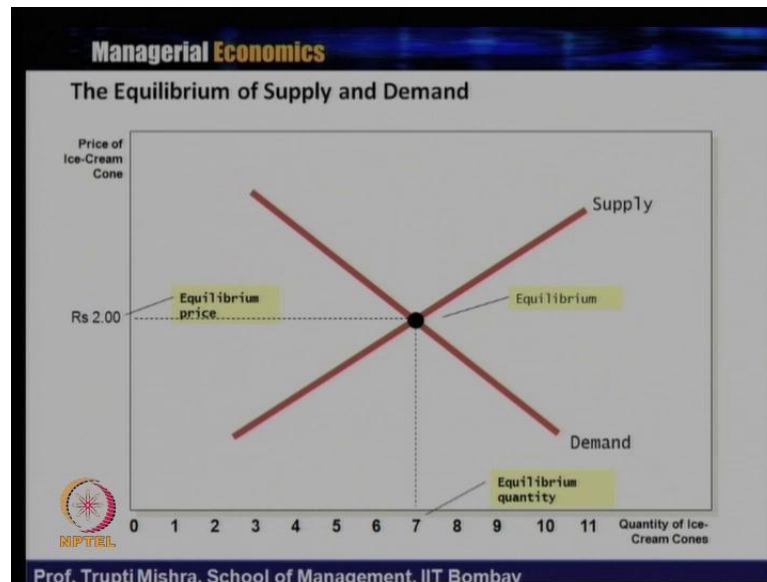 Managerial Economics
The Equilibrium of Supply and Demand
Price of
Ice-Cream
Cone
Supply
Equilibrium
price
Equilibrium
Rs 2.00
Demand
Equilibrium
quantity
0 1 2 3 4 5 6 7 8 9 10 11
Quantity of Ice-
Cream Cones
NPTEL
Prof. Trupti Mishra, School of Management, IIT Bombay